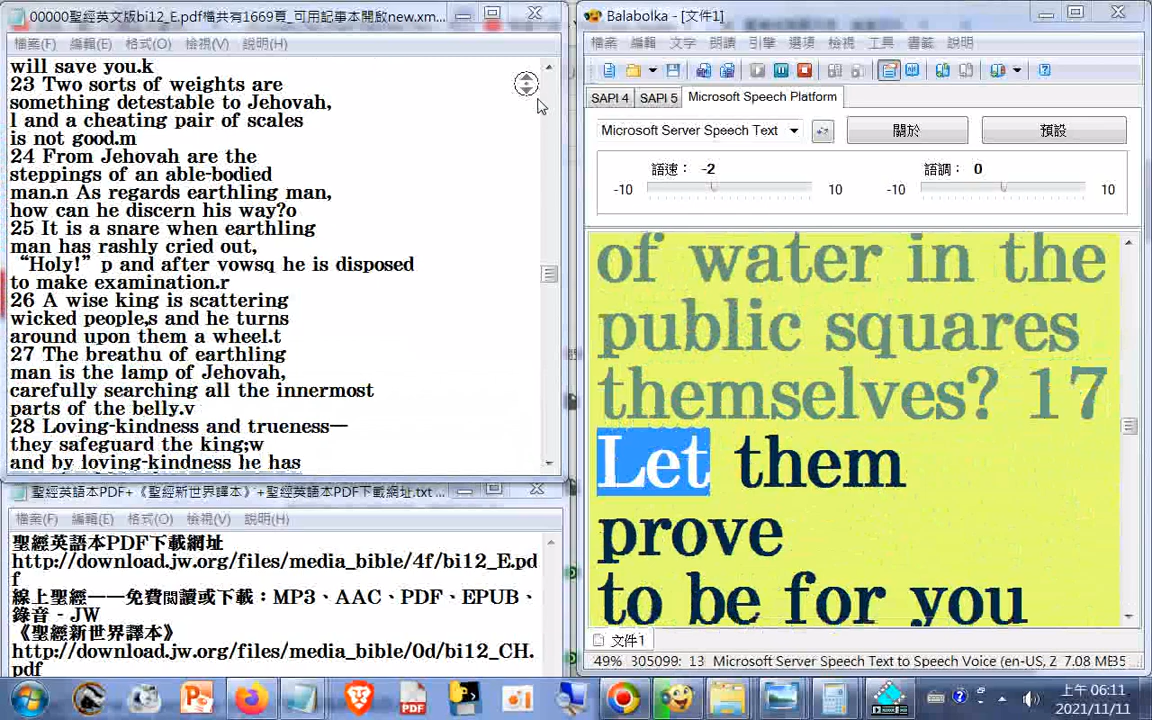 00000聖經英文版bi12_E.pdf檔共有1669頁_可用記事本開啟new.xm...
檔案(F) 編輯(E) 格式(O) 檢視(V) 說明(H)
will save you.k
23 Two sorts of weights are
something detestable to Jehovah,
l and a cheating pair of scales
is not good.m
24 From Jehovah are the
steppings of an able-bodied
man.n As regards earthling man,
how can he discern his way?o
25 It is a snare when earthling
man has rashly cried out,
“Holy!” p and after vowsq he is disposed
to make examination.r
26 A wise king is scattering
wicked people,s and he turns
around upon them a wheel.t
27 The breathu of earthling
man is the lamp of Jehovah,
carefully searching all the innermost
parts of the belly.v
28 Loving-kindness and trueness—
they safeguard the king;w
and by loving-kindness he has
聖經英語本PDF+《聖經新世界譯本》+聖經英語本PDF下載網址.txt ...
檔案(F) 編輯(E) 格式(O) 檢視(V) 說明(H)
聖經英語本PDF下載網址
http://download.jw.org/files/media_bible/4f/bi12_E.pd
f
線上聖經——免費閱讀或下載：MP3、AAC、PDF、EPUB、
錄音 - JW
《聖經新世界譯本》
http://download.jw.org/files/media_bible/0d/bi12_CH.
pdf
Balabolka - [文件1]
檔案 編輯 文字 朗讀 引擎 選項 檢視 工具 書籤 說明
SAPI 4 SAPI 5 Microsoft Speech Platform
Microsoft Server Speech Text 關於 預設
語速： -2 語調： 0
-10 10 -10 10
of water in the
public squares
themselves? 17
Let them
prove
to be for you
文件1
49% 305099: 13 Microsoft Server Speech Text to Speech Voice (en-US, Z 7.08 MB
上午 06:11
2021/11/11